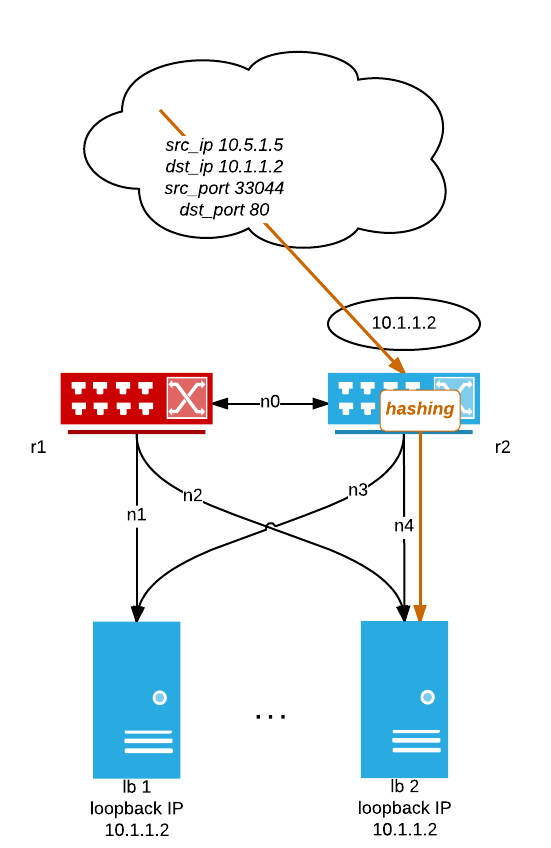 src_ip 10.5.1.5
dst_ip 10.1.1.2
src_port 33044
dst_port 80
10.1.1.2
n0
hashing
r1
r2
n2
n3
n1
n4
...
lb 1
loopback IP
10.1.1.2
lb 2
loopback IP
10.1.1.2